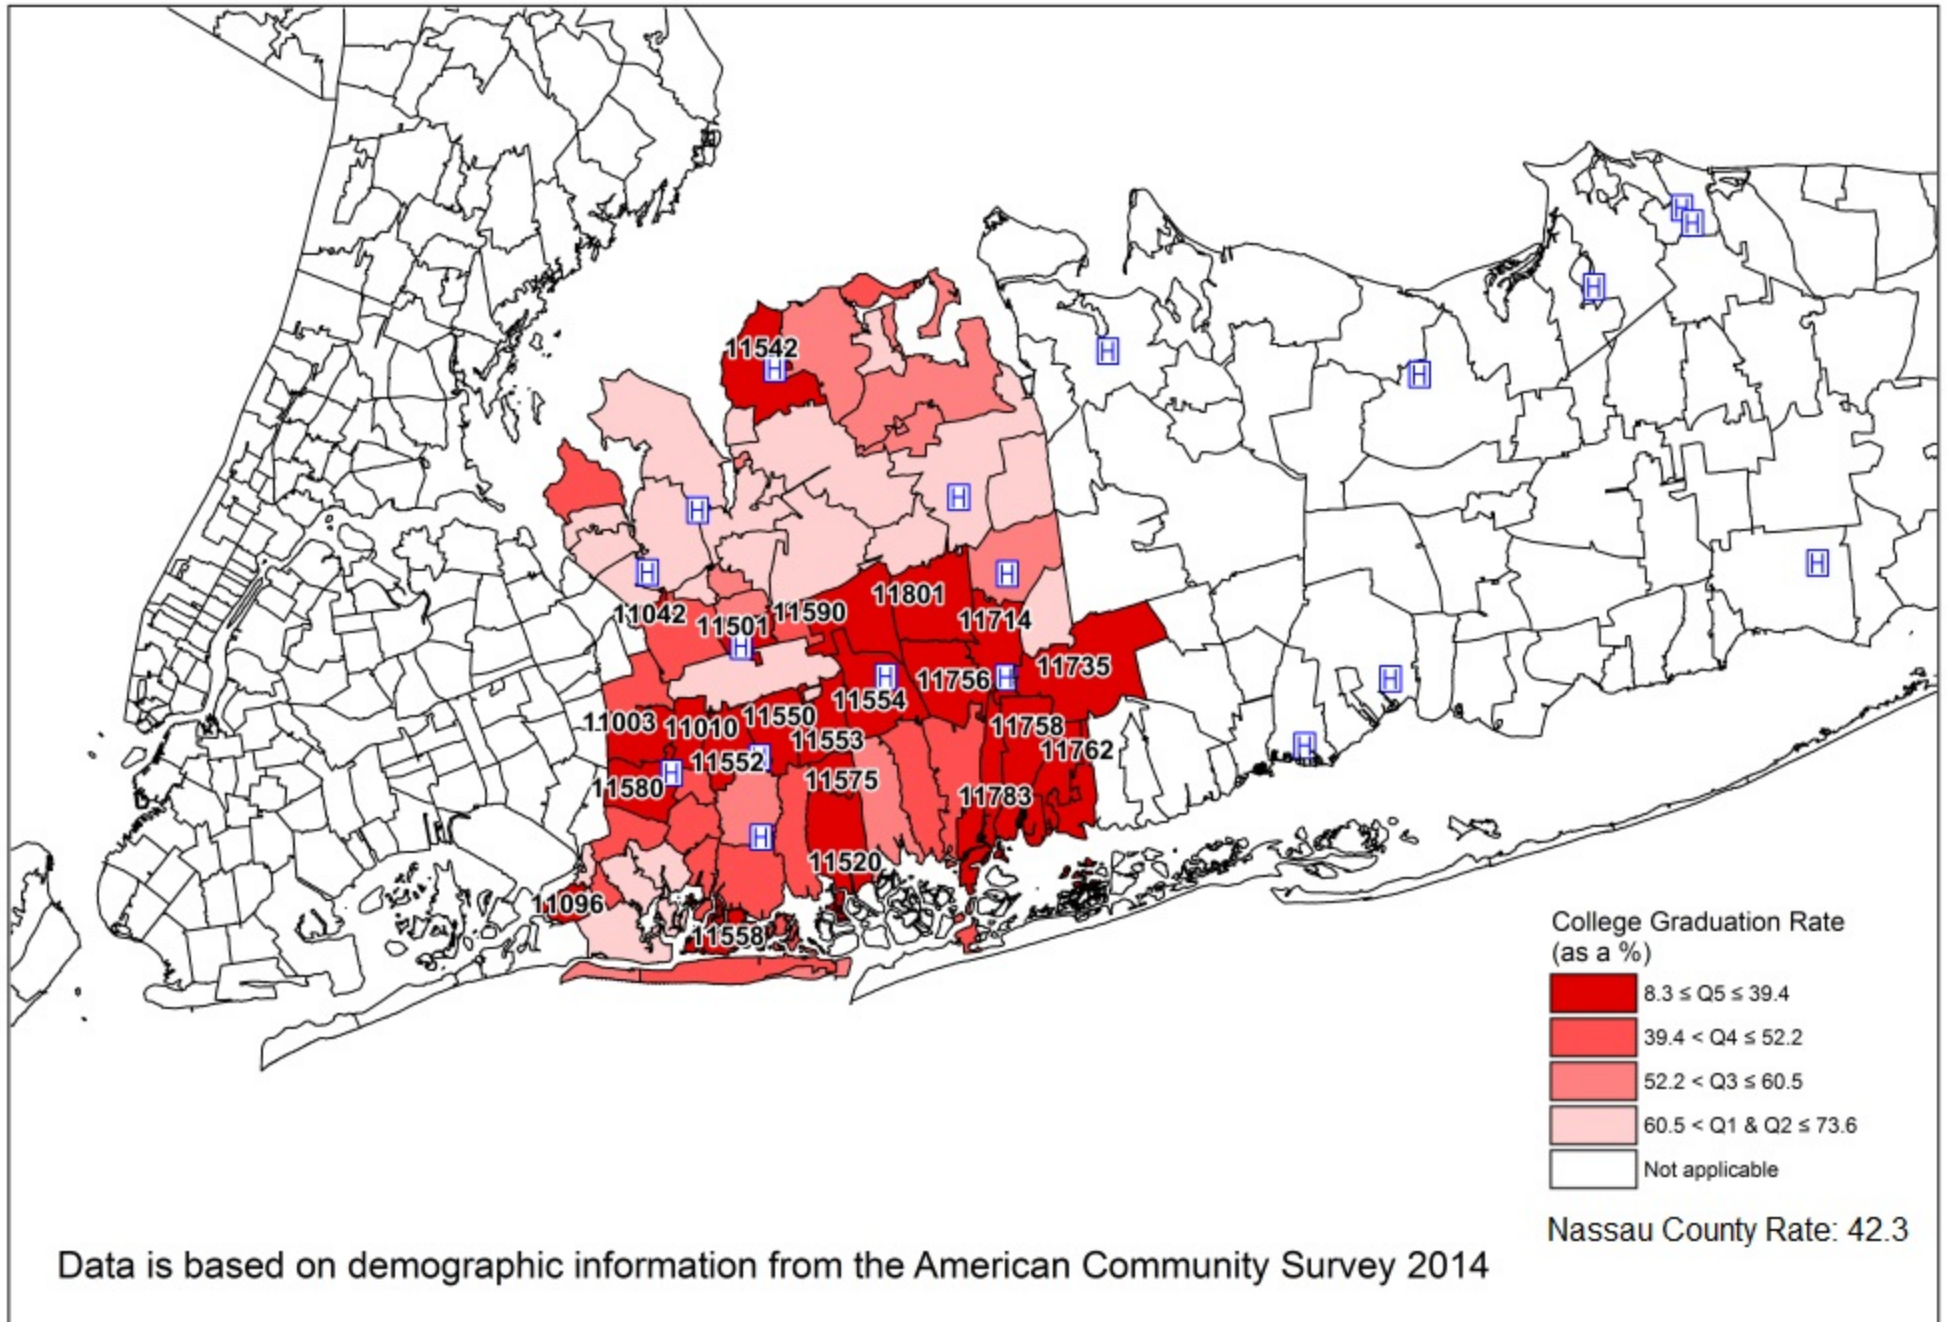 11542
H
H
H
H
H
H
H
H
H
H
H
11801
11042
11501
11590
11714
H
H
11735
11756
H
H
11554
11003
11010
11550
11553
11758
11762
H
H
11552
H
11580
11575
11783
H
11520
11096
11558
College Graduation Rate
(as a %)
8.3 ≤ Q5 ≤ 39.4
39.4 < Q4 ≤ 52.2
52.2 < Q3 ≤ 60.5
60.5 < Q1 & Q2 ≤ 73.6
Not applicable
Nassau County Rate: 42.3
Data is based on demographic information from the American Community Survey 2014